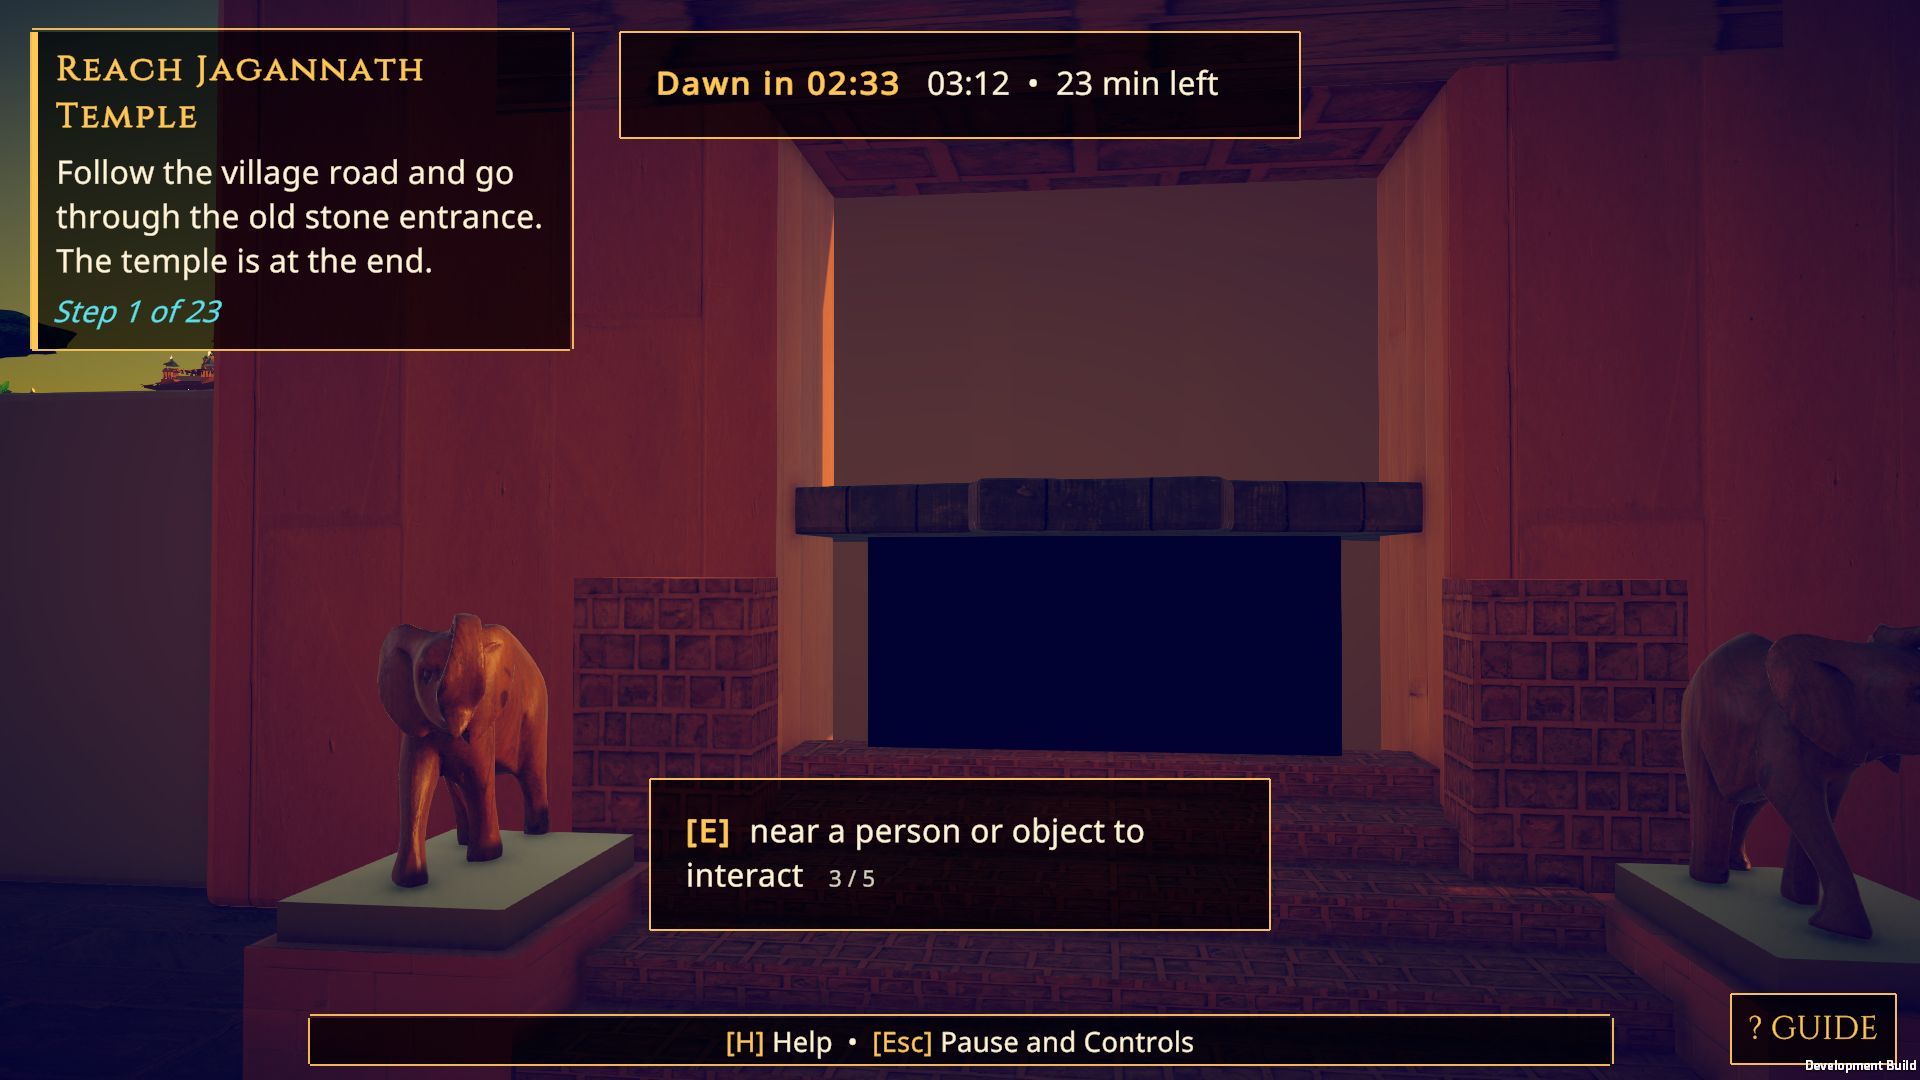 REACH JAGANNATH
TEMPLE
Follow the village road and go
through the old stone entrance.
The temple is at the end.
Step 1 of 23
Dawn in 02:33 03:12 • 23 min left
[E] near a person or object to
interact 3 / 5
[H] Help • [Esc] Pause and Controls
? GUIDE
Development Build